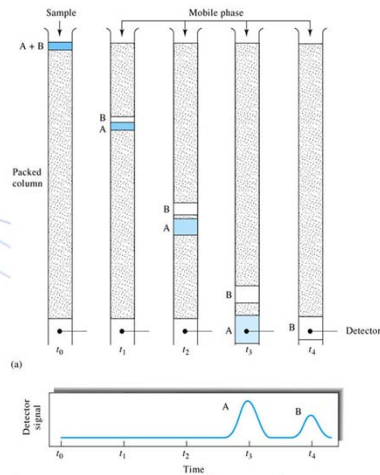 Sample
Mobile phase
A + B
B
A
B
A
Packed
column
B
A
B
Detector
t0
t1
t2
t3
t4
(a)
Detector
signal
A
B
t0
t1
t2
t3
t4
Time